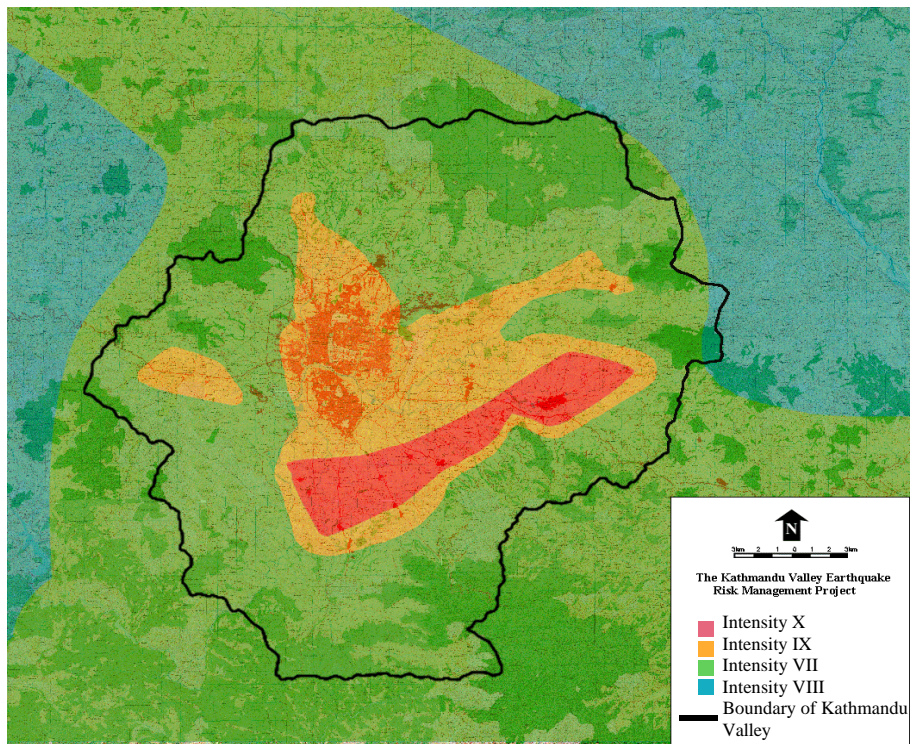 N
3km 2 1 0 1 2 3km
The Kathmandu Valley Earthquake
Risk Management Project
Intensity X
Intensity IX
Intensity VII
Intensity VIII
Boundary of Kathmandu
Valley